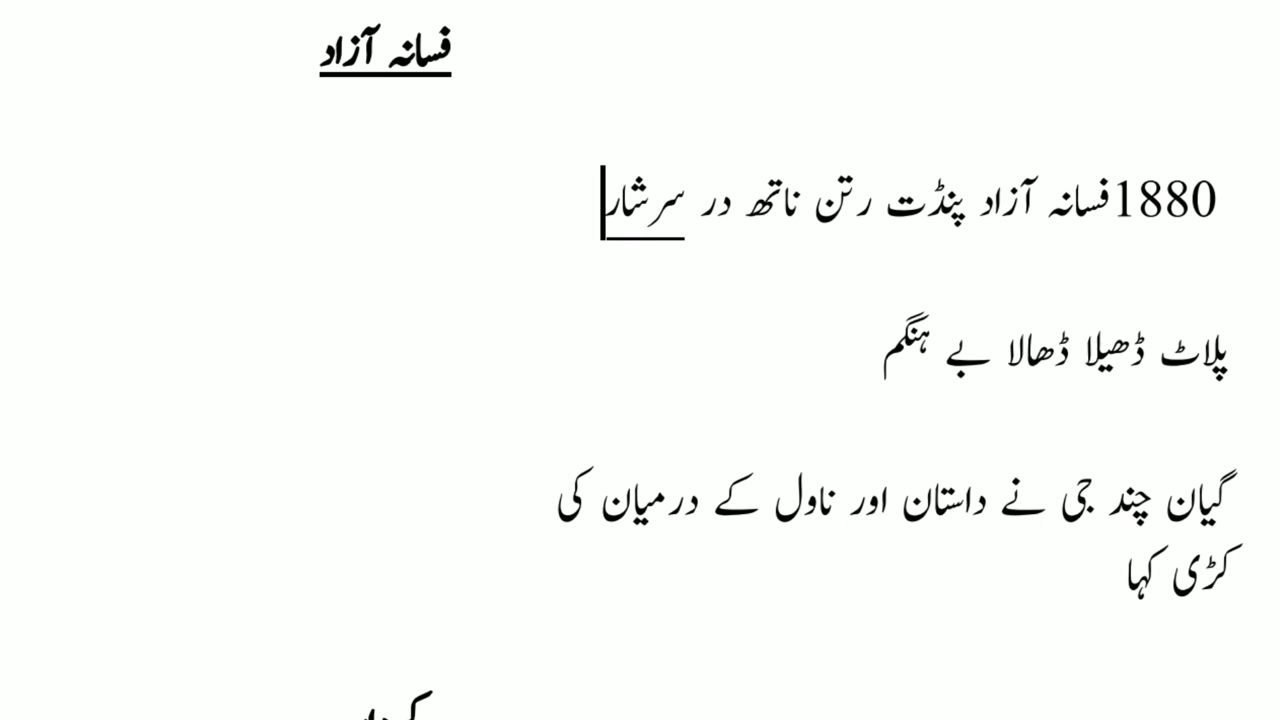 فسانہ آزاد
1880فسانہ آزاد پنڈت رتن ناتھ در سرشار
پلاٹ ڈھیلا ڈھالا بے ہنگم
گیان چند جی نے داستان اور ناول کے درمیان کی
کڑی کہا